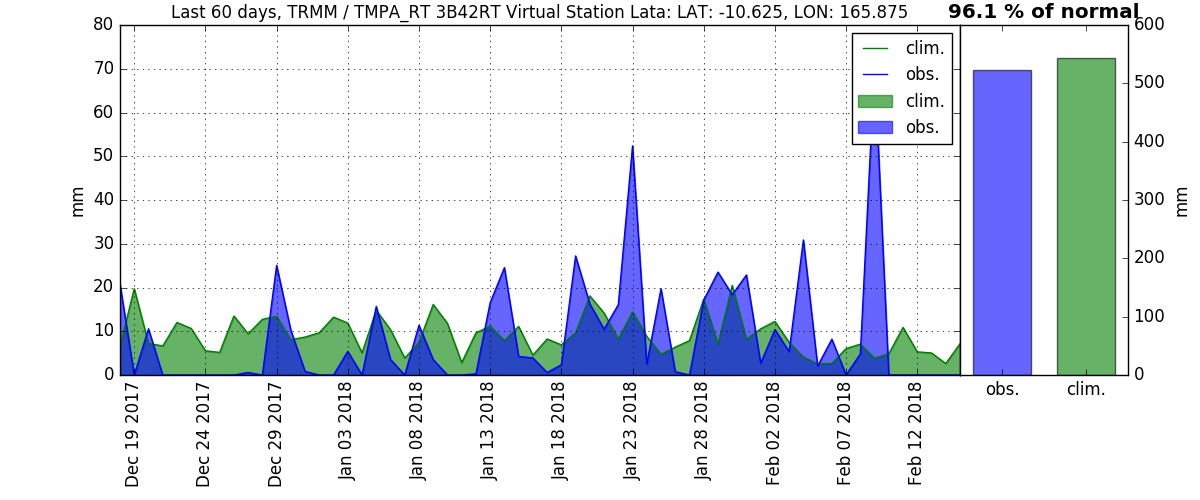 Last 60 days, TRMM / TMPA_RT 3B42RT Virtual Station Lata: LAT: -10.625, LON: 165.875
96.1 % of normal
80
70
60
50
40
30
20
10
0
mm
clim.
obs.
clim.
obs.
Dec 19 2017
Dec 24 2017
Dec 29 2017
Jan 03 2018
Jan 08 2018
Jan 13 2018
Jan 18 2018
Jan 23 2018
Jan 28 2018
Feb 02 2018
Feb 07 2018
Feb 12 2018
600
500
400
300
200
100
0
mm
obs.
clim.